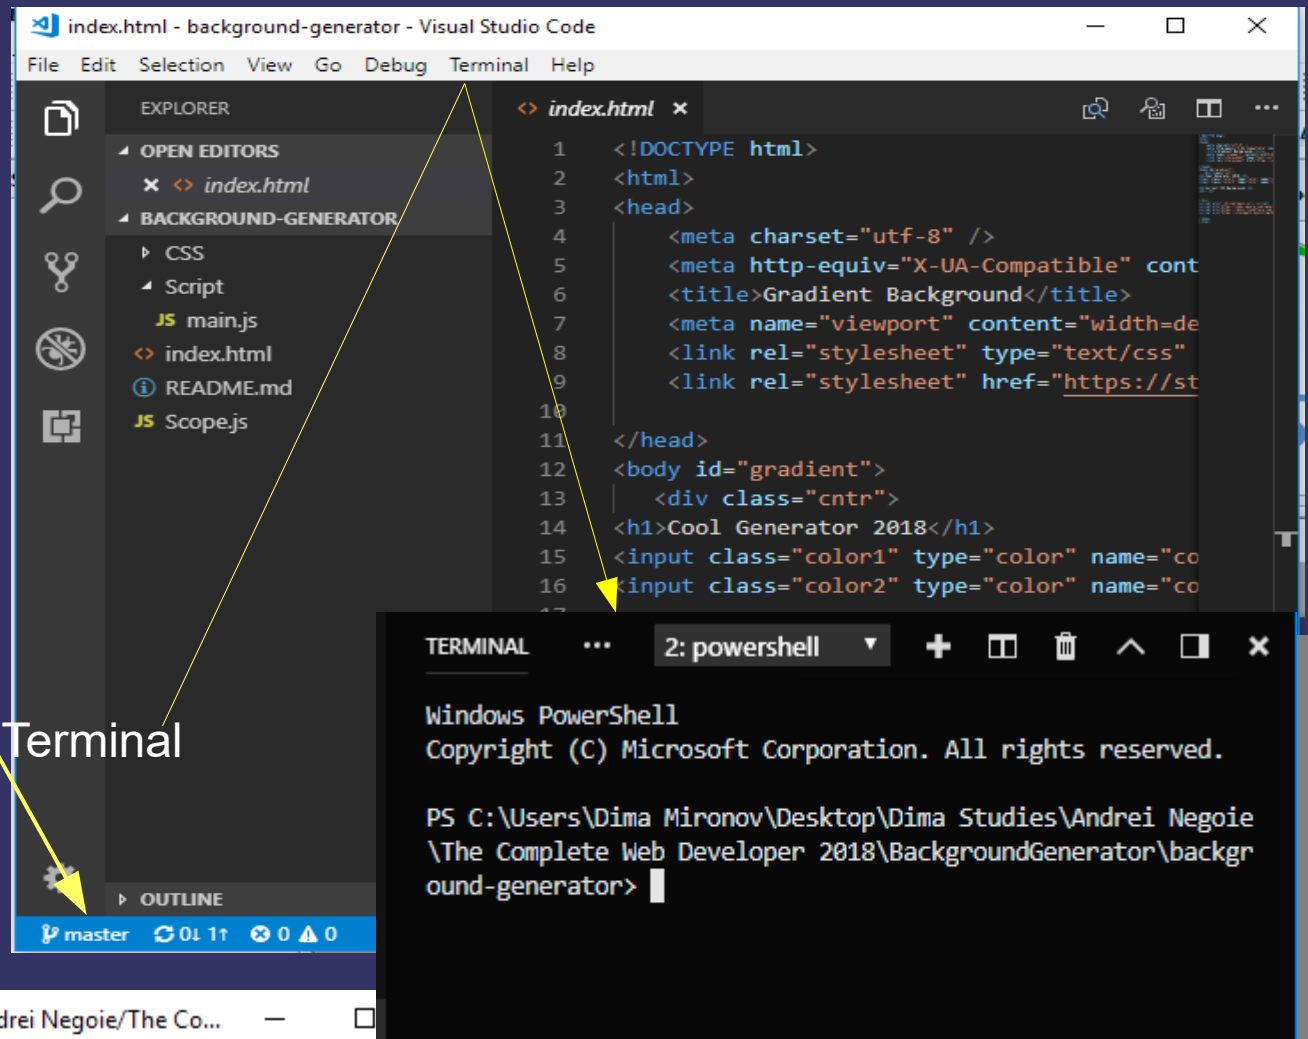 index.html - background-generator - Visual Studio Code
File Edit Selection View Go Debug Terminal Help
EXPLORER
OPEN EDITORS
index.html
BACKGROUND-GENERATOR
CSS
Script
JS main.js
index.html
README.md
JS Scope.js
OUTLINE
master 0↓ 1↑ 0 0
index.html
1 <!DOCTYPE html>
2 <html>
3 <head>
4 <meta charset="utf-8" />
5 <meta http-equiv="X-UA-Compatible" cont
6 <title>Gradient Background</title>
7 <meta name="viewport" content="width=de
8 <link rel="stylesheet" type="text/css"
9 <link rel="stylesheet" href="https://st
10
11 </head>
12 <body id="gradient">
13 <div class="cntr">
14 <h1>Cool Generator 2018</h1>
15 <input class="color1" type="color" name="co
16 <input class="color2" type="color" name="co
Terminal
TERMINAL ··· 2: powershell
Windows PowerShell
Copyright (C) Microsoft Corporation. All rights reserved.
PS C:\Users\Dima Mironov\Desktop\Dima Studies\Andrei Negoie
\The Complete Web Developer 2018\BackgroundGenerator\backgr
ound-generator>
drei Negoie/The Co...